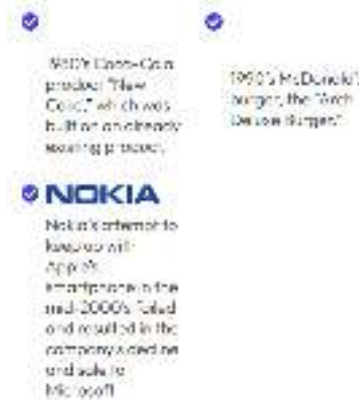 1980's Coca-Cola
product "New
Coke," which was
built on an already
existing product.
1990's McDonald's
burger, the "Arch
Deluxe Burger."
NOKIA
Nokia's attempt to
keep up with
Apple's
smartphone in the
mid-2000's failed
and resulted in the
company's decline
and sale to
Microsoft